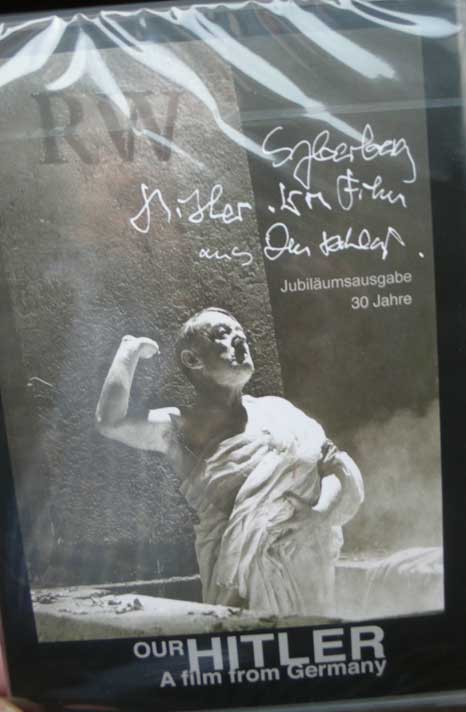 RW
Syberberg
Hitler. Ein Film
aus Deutschland.
Jubiläumsausgabe
30 Jahre
OUR HITLER
A film from Germany